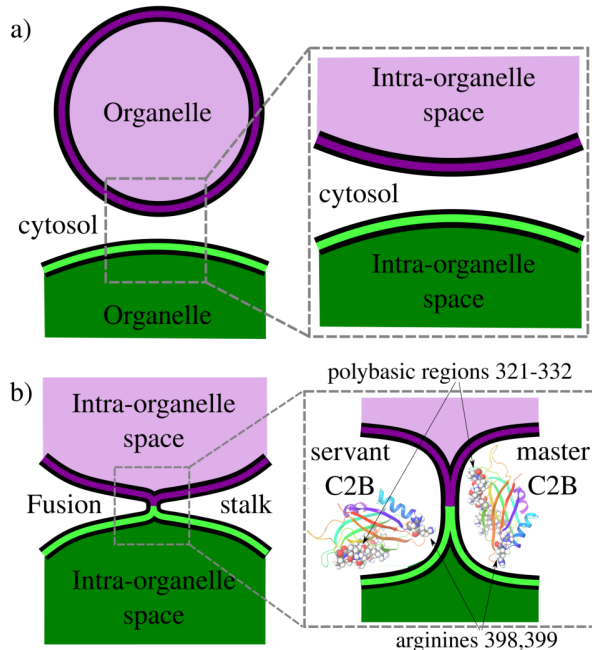 a)
Organelle
cytosol
Organelle
Intra-organelle
space
cytosol
Intra-organelle
space
b)
Intra-organelle
space
Fusion stalk
Intra-organelle
space
polybasic regions 321-332
servant
C2B
master
C2B
arginines 398,399